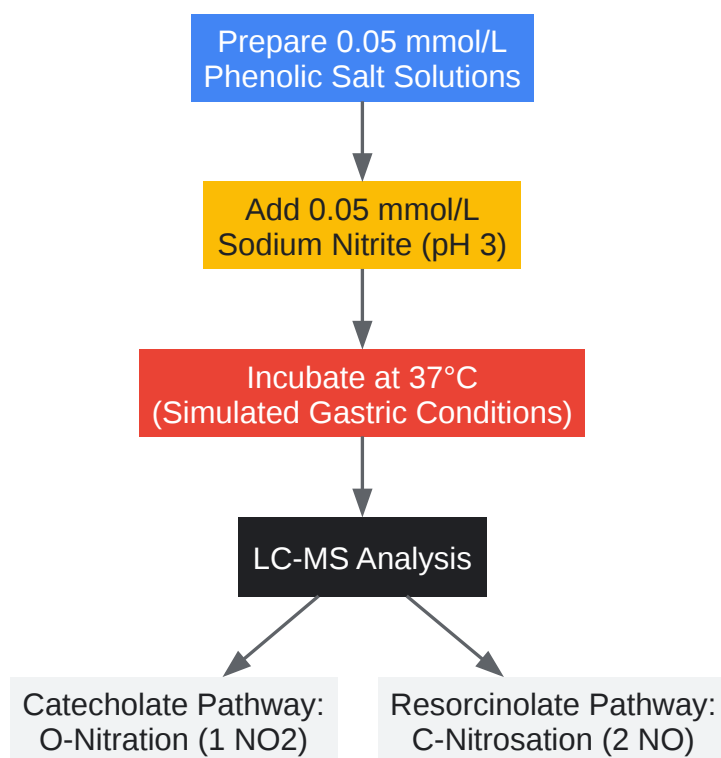 Prepare 0.05 mmol/L
Phenolic Salt Solutions
Add 0.05 mmol/L
Sodium Nitrite (pH 3)
Incubate at 37°C
(Simulated Gastric Conditions)
LC-MS Analysis
Catecholate Pathway:
O-Nitration (1 NO2)
Resorcinolate Pathway:
C-Nitrosation (2 NO)